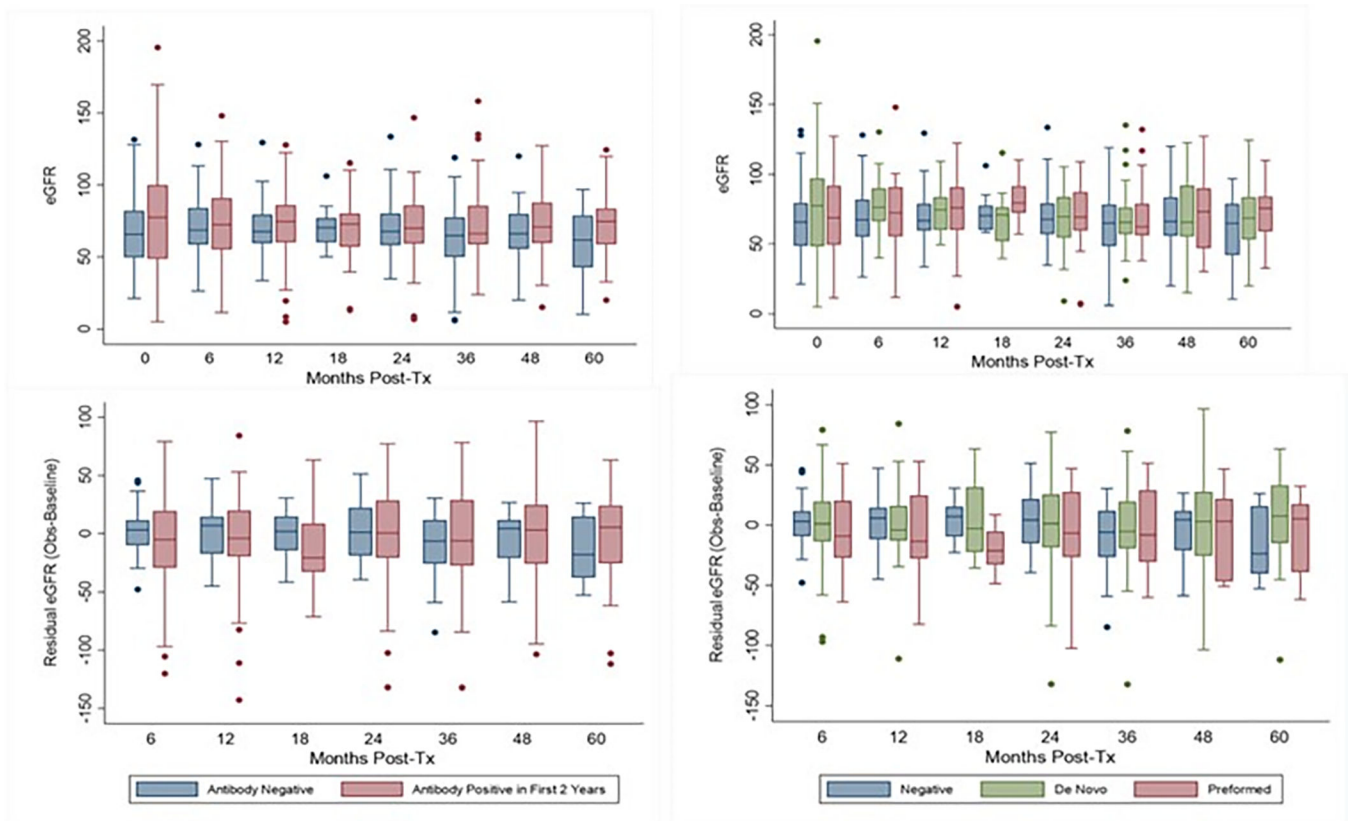 200
150
100
50
0
eGFR
0 6 12 18 24 36 48 60
Months Post-Tx
200
150
100
50
0
eGFR
0 6 12 18 24 36 48 60
Months Post-Tx
100
50
0
-50
-100
-150
Residual eGFR (Obs-Baseline)
6 12 18 24 36 48 60
Months Post-Tx
Antibody Negative Antibody Positive in First 2 Years
100
50
0
-50
-100
-150
Residual eGFR (Obs-Baseline)
6 12 18 24 36 48 60
Months Post-Tx
Negative De Novo Preformed